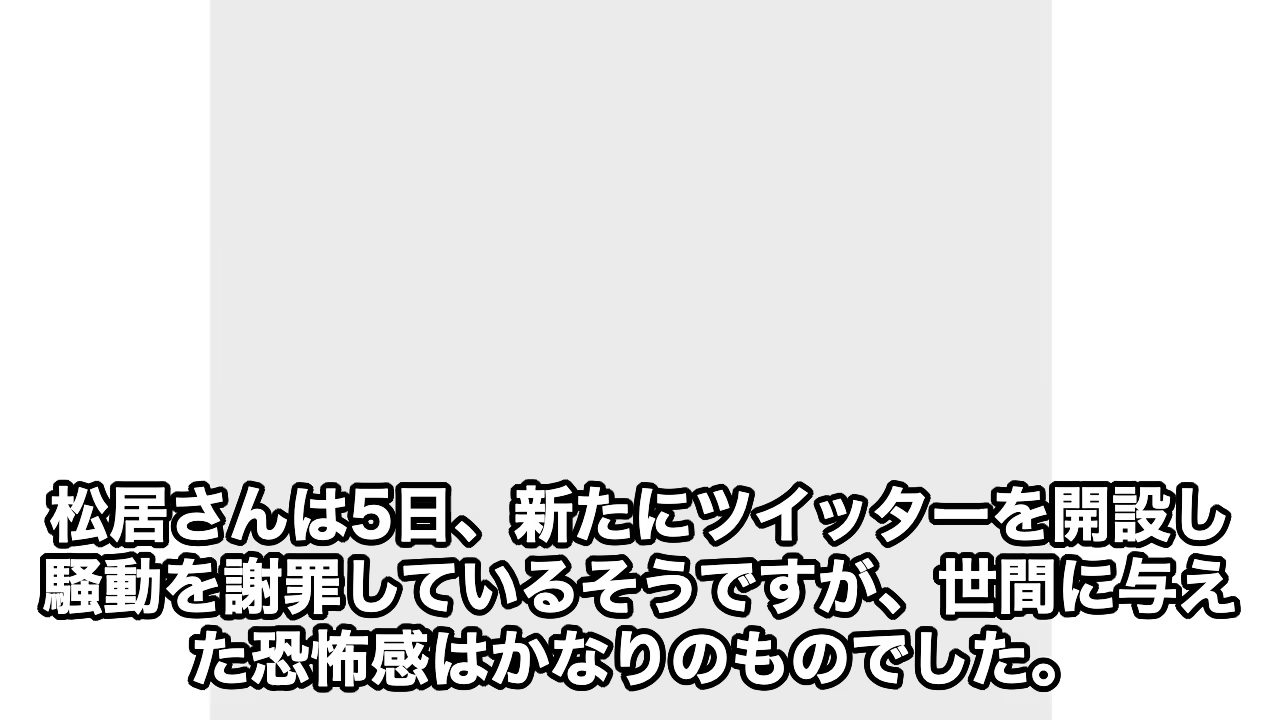 松居さんは5日、新たにツイッターを開設し
騒動を謝罪しているそうですが、世間に与え
た恐怖感はかなりのものでした。